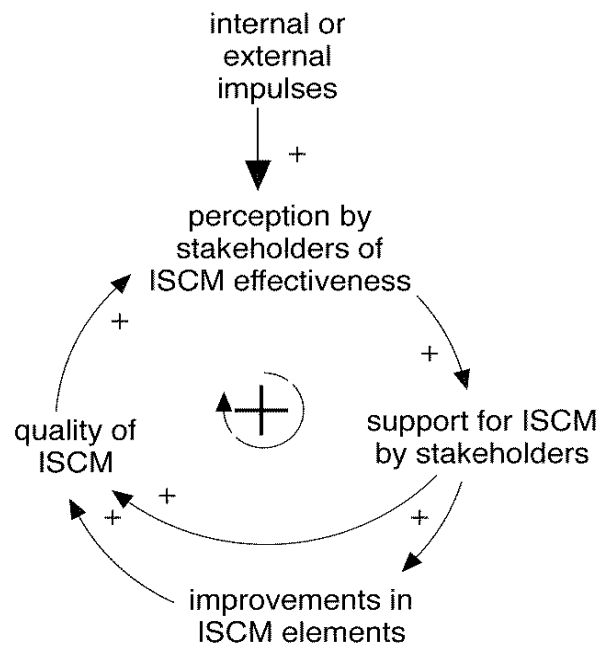 internal or
external
impulses
+
perception by
stakeholders of
ISCM effectiveness
+
+
+
support for ISCM
by stakeholders
quality of
ISCM
+
+
+
improvements in
ISCM elements